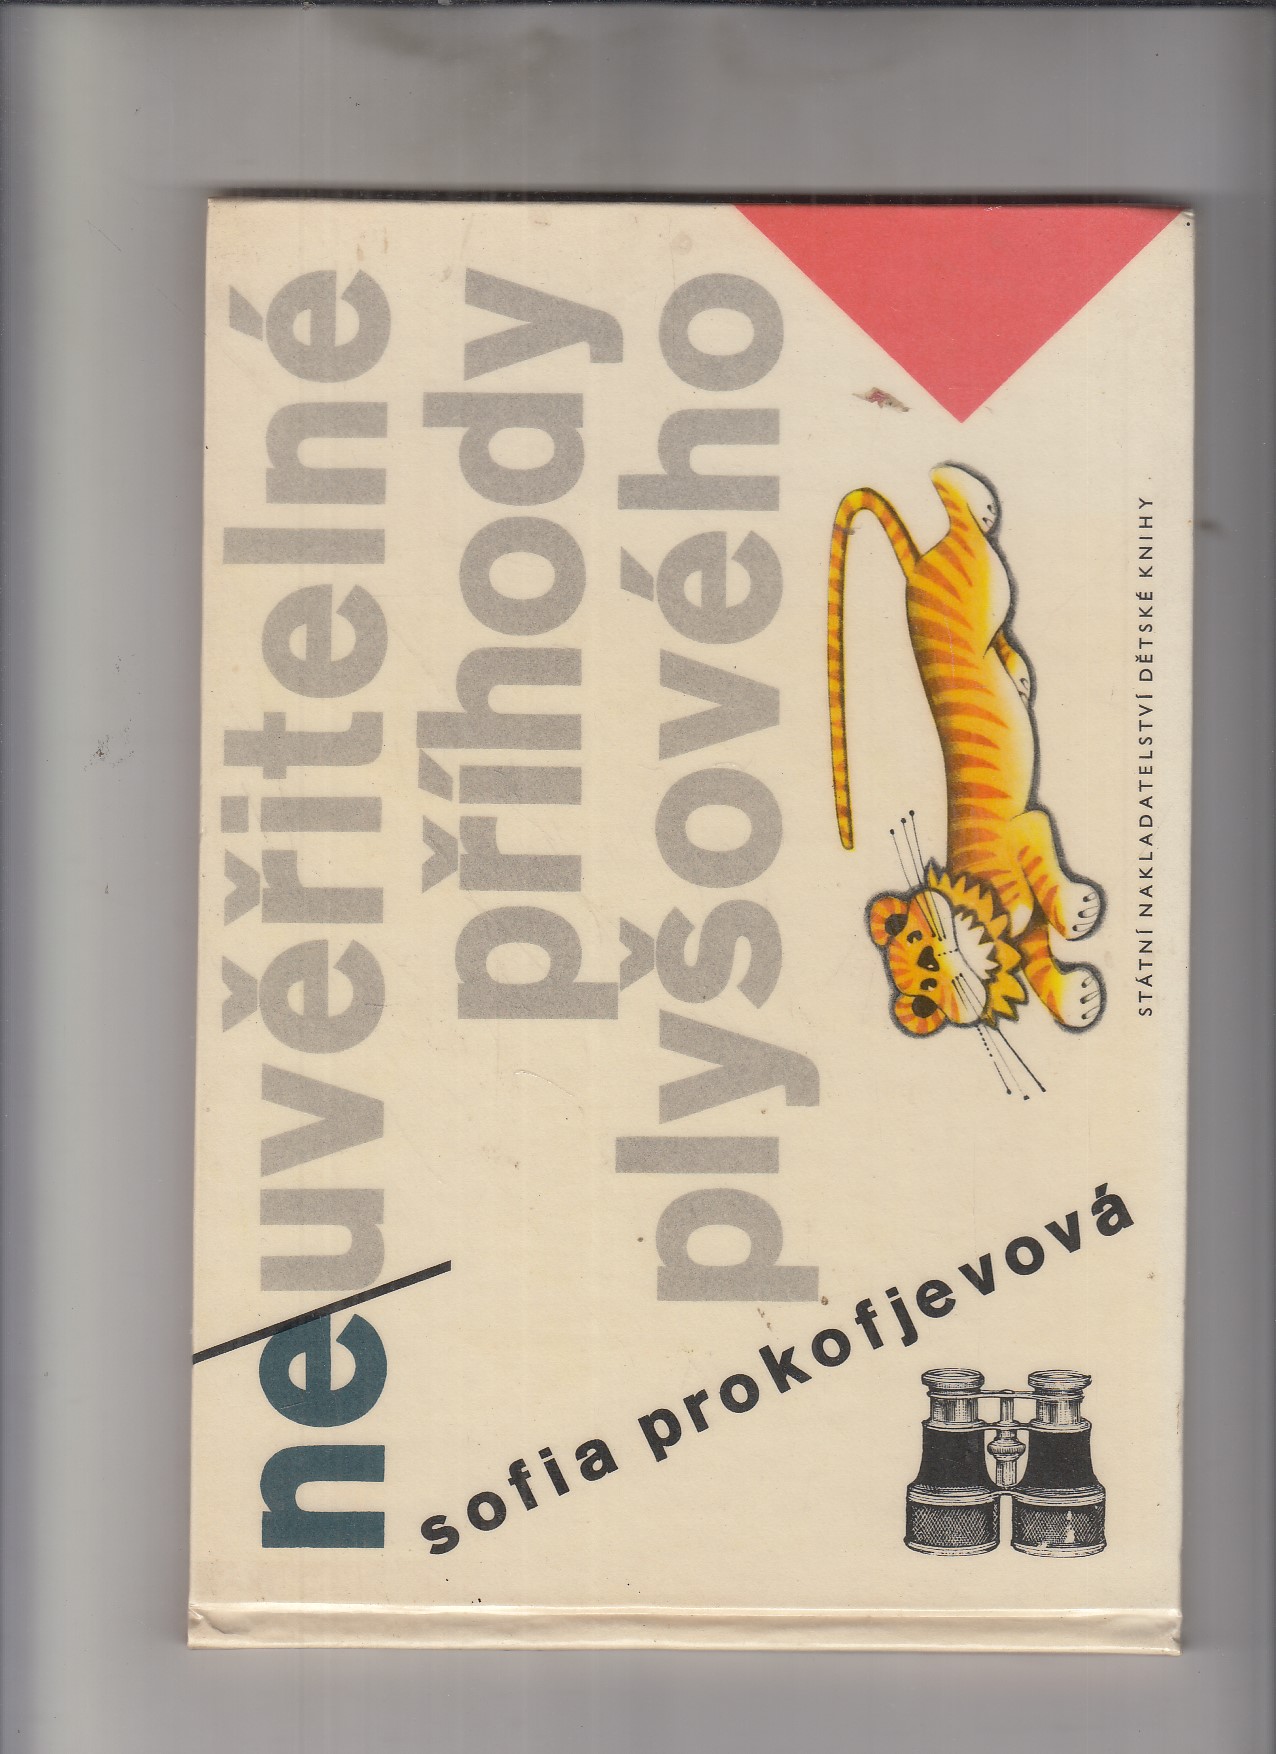 neuvěřitelné
příhody
plyšového
sofia prokofjevová
STÁTNÍ NAKLADATELSTVÍ DĚTSKÉ KNIHY